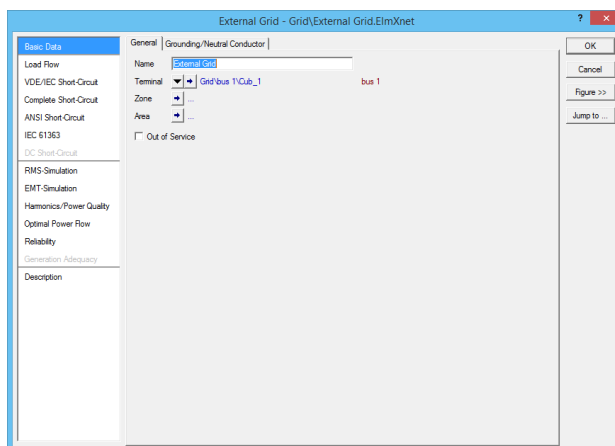 External Grid - Grid\External Grid.ElmXnet
? ×
Basic Data
Load Flow
VDE/IEC Short-Circuit
Complete Short-Circuit
ANSI Short-Circuit
IEC 61363
DC Short-Circuit
RMS-Simulation
EMT-Simulation
Harmonics/Power Quality
Optimal Power Flow
Reliability
Generation Adequacy
Description
General
Grounding/Neutral Conductor
Name External Grid
Terminal Grid\bus 1\Cub_1 bus 1
Zone ...
Area ...
Out of Service
OK
Cancel
Figure >>
Jump to ...